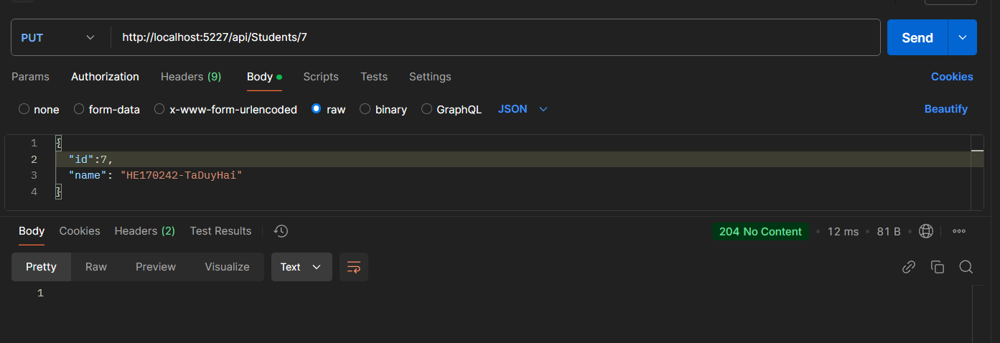 PUT http://localhost:5227/api/Students/7 Send
Params Authorization Headers (9) Body Scripts Tests Settings Cookies
none form-data x-www-form-urlencoded raw binary GraphQL JSON Beautify
1 {
2 "id":7,
3 "name": "HE170242-TaDuyHai"
4 }
Body Cookies Headers (2) Test Results 204 No Content • 12 ms • 81 B •
Pretty Raw Preview Visualize Text
1